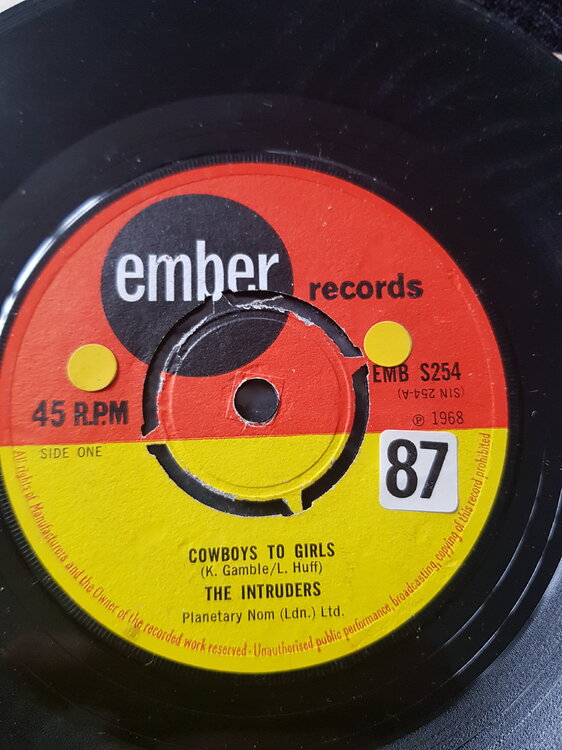 ember records
EMB S254
(S1N 254-A)
45 R.P.M
℗ 1968
SIDE ONE
87
COWBOYS TO GIRLS
(K. Gamble/L. Huff)
THE INTRUDERS
Planetary Nom (Ldn.) Ltd.
All rights of Manufacturers and the Owner of the recorded work reserved - Unauthorised public performance, broadcasting, copying of this record prohibited